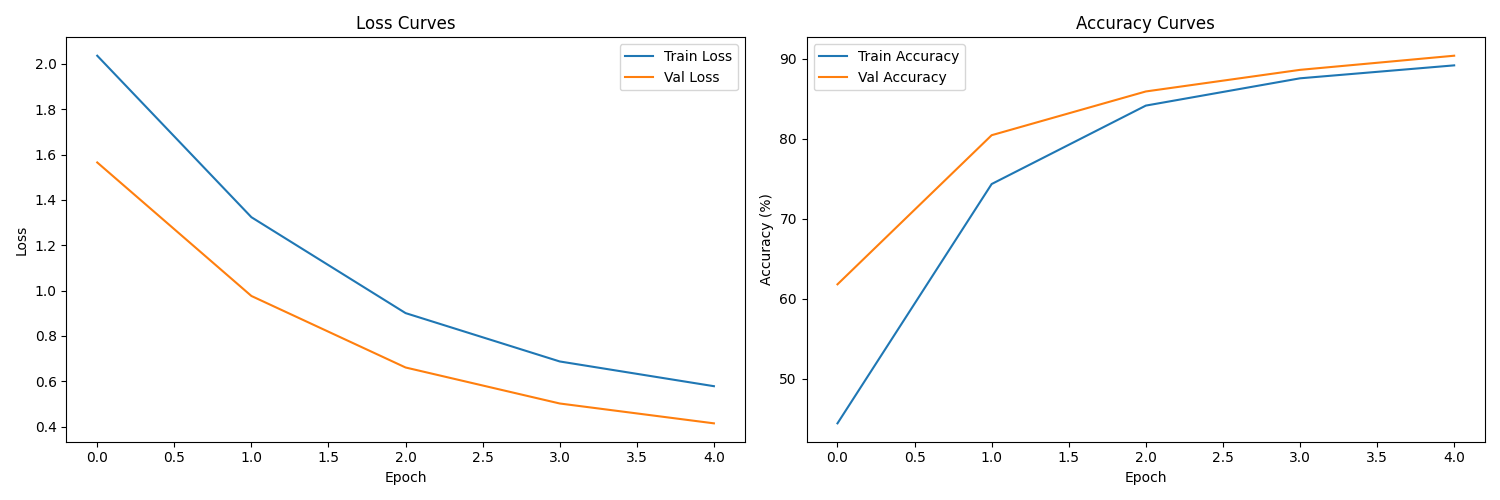 Loss Curves
Train Loss
Val Loss
2.0
1.8
1.6
1.4
1.2
1.0
0.8
0.6
0.4
Loss
0.0 0.5 1.0 1.5 2.0 2.5 3.0 3.5 4.0
Epoch
Accuracy Curves
Train Accuracy
Val Accuracy
90
80
70
60
50
Accuracy (%)
0.0 0.5 1.0 1.5 2.0 2.5 3.0 3.5 4.0
Epoch